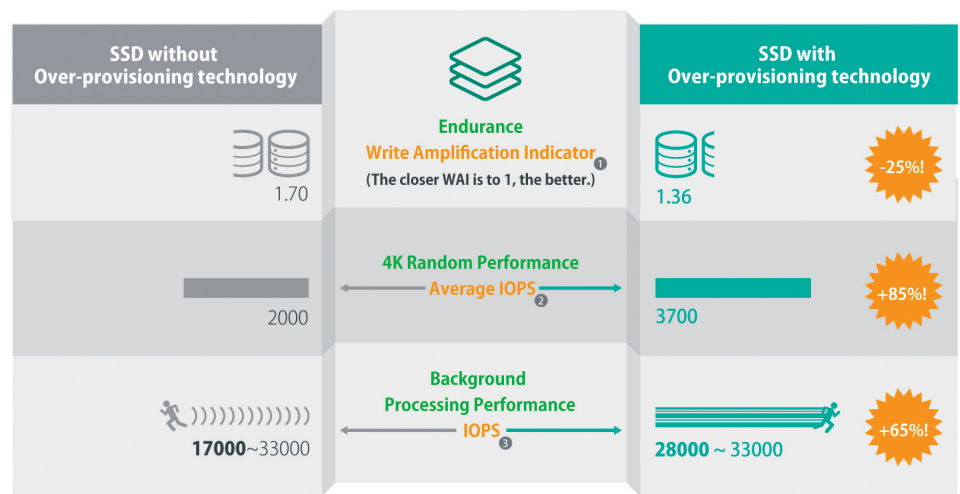 SSD without
Over-provisioning technology
SSD with
Over-provisioning technology
Endurance
Write Amplification Indicator 1
(The closer WAI is to 1, the better.)
1.70
1.36
-25%!
4K Random Performance
Average IOPS 2
2000
3700
+85%!
Background
Processing Performance
IOPS 3
17000~33000
28000 ~ 33000
+65%!